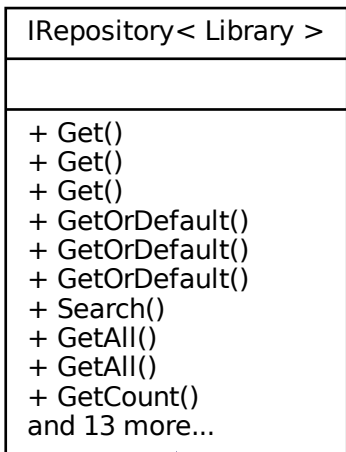 IRepository< Library >
+ Get()
+ Get()
+ Get()
+ GetOrDefault()
+ GetOrDefault()
+ GetOrDefault()
+ Search()
+ GetAll()
+ GetAll()
+ GetCount()
and 13 more...